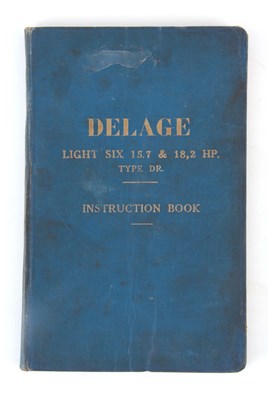 DELAGE
LIGHT SIX 15.7 & 18,2 HP.
TYPE DR.
INSTRUCTION BOOK